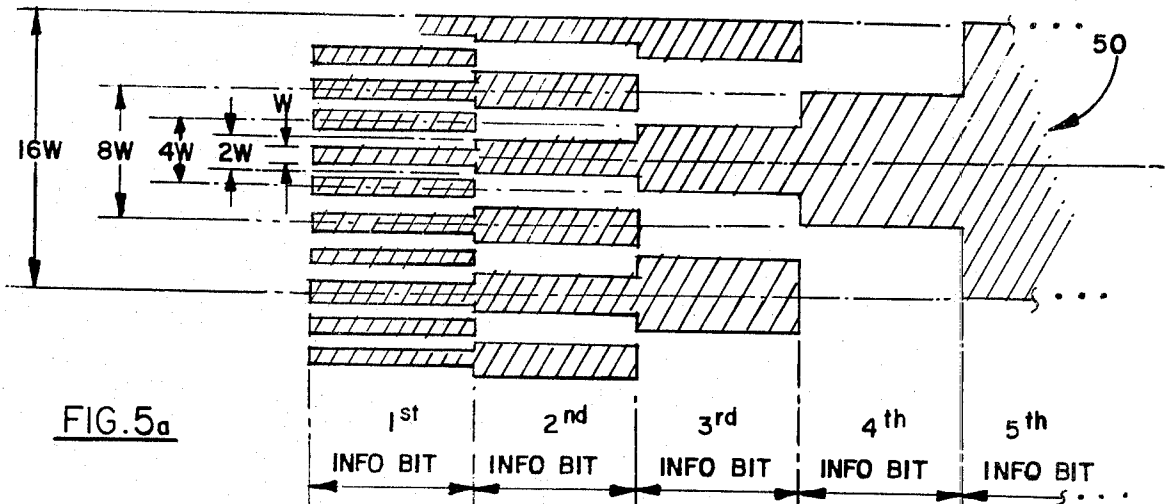 50
W
16W 8W 4W 2W
FIG.5a
1st 2nd 3rd 4th 5th
INFO BIT INFO BIT INFO BIT INFO BIT INFO BIT